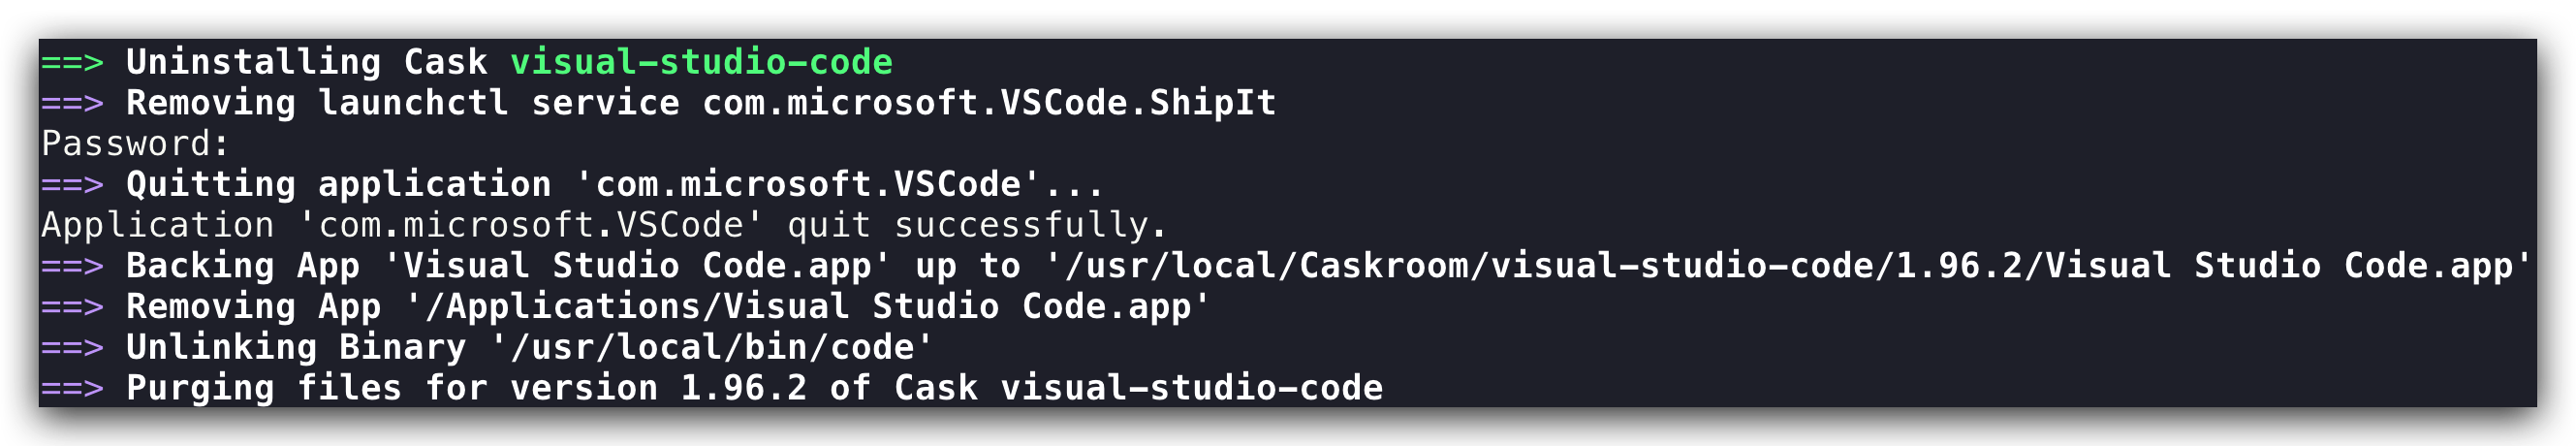 ==> Uninstalling Cask visual-studio-code
==> Removing launchctl service com.microsoft.VSCode.ShipIt
Password:
==> Quitting application 'com.microsoft.VSCode'...
Application 'com.microsoft.VSCode' quit successfully.
==> Backing App 'Visual Studio Code.app' up to '/usr/local/Caskroom/visual-studio-code/1.96.2/Visual Studio Code.app'
==> Removing App '/Applications/Visual Studio Code.app'
==> Unlinking Binary '/usr/local/bin/code'
==> Purging files for version 1.96.2 of Cask visual-studio-code